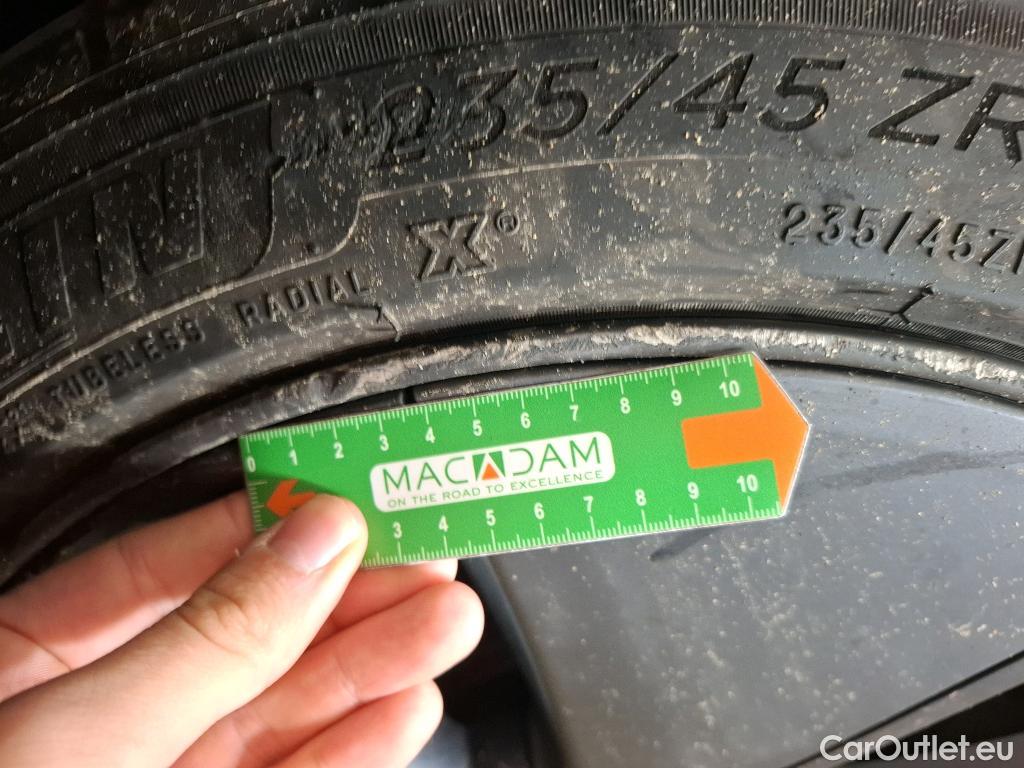 235/45 ZR
IN
X®
235/45Z
TUBELESS RADIAL
0 1 2 3 4 5 6 7 8 9 10
MACADAM
ON THE ROAD TO EXCELLENCE
3 4 5 6 7 8 9 10
CarOutlet.eu